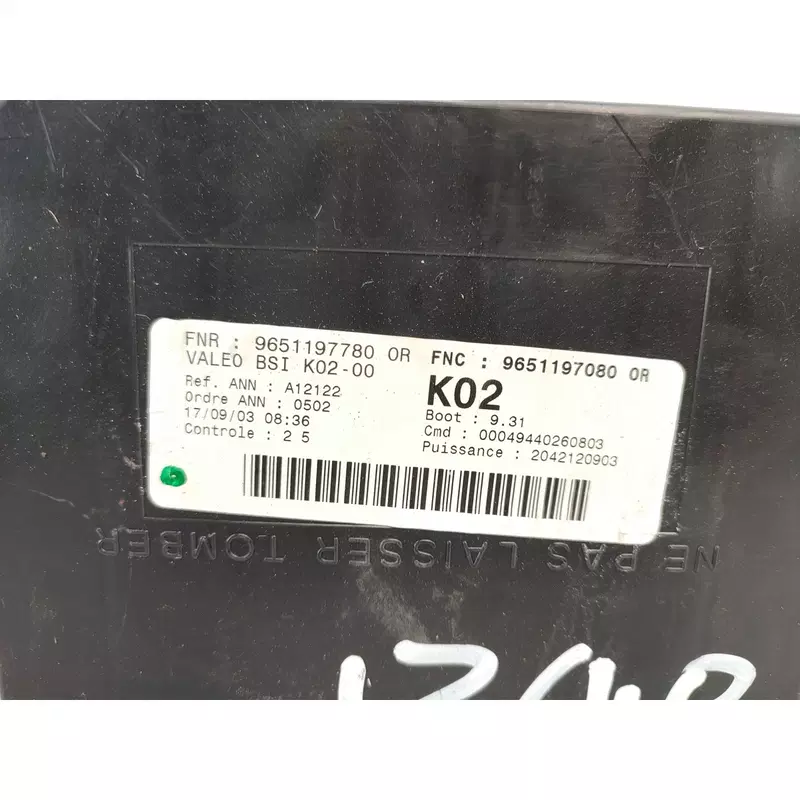 FNR : 9651197780 OR
VALEO BSI K02-00
Ref. ANN : A12122
Ordre ANN : 0502
17/09/03 08:36
Controle : 2 5
FNC : 9651197080 OR
K02
Boot : 9.31
Cmd : 00049440260803
Puissance : 2042120903
NE PAS LAISSER TOMBER